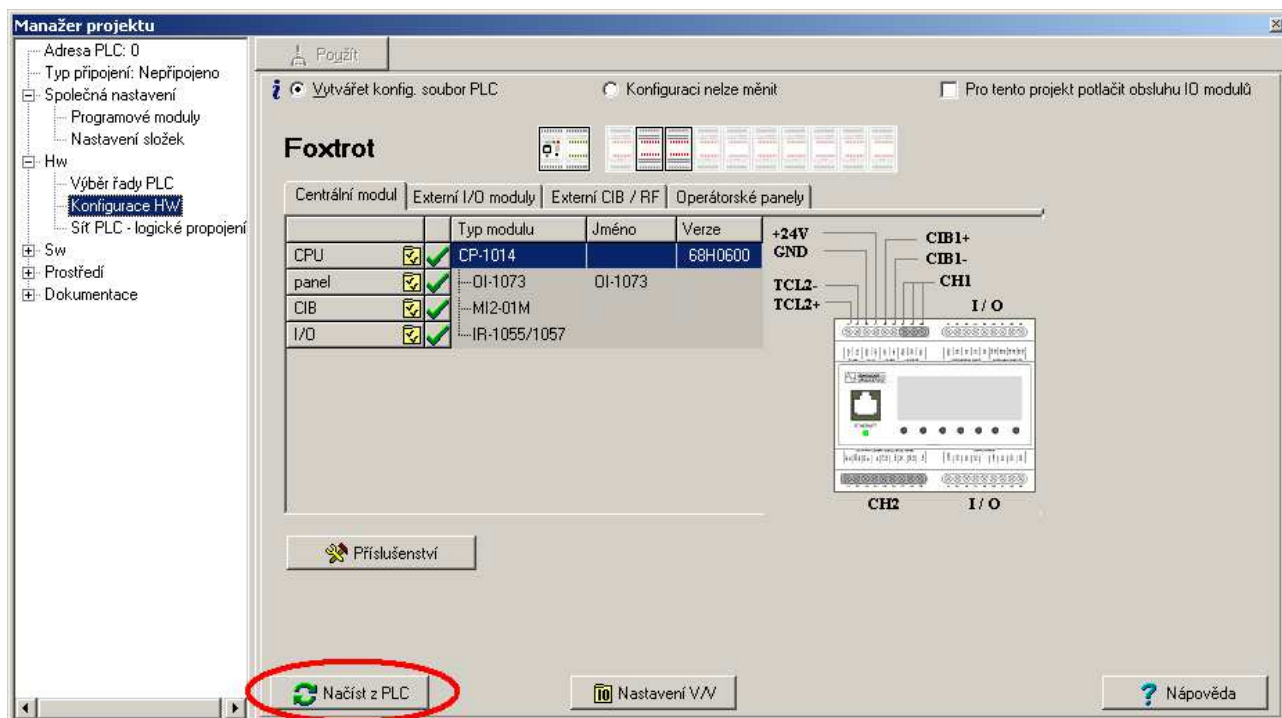 Manažer projektu
Adresa PLC: 0
Typ připojení: Nepřipojeno
Společná nastavení
Programové moduly
Nastavení složek
Hw
Výběr řady PLC
Konfigurace HW
Síť PLC - logické propojení
Sw
Prostředí
Dokumentace
Použít
Vytvářet konfig. soubor PLC
Konfiguraci nelze měnit
Pro tento projekt potlačit obsluhu IO modulů
Foxtrot
Centrální modul
Externí I/O moduly
Externí CIB / RF
Operátorské panely
Typ modulu Jméno Verze
CPU CP-1014 68H0600
panel OI-1073 OI-1073
CIB MI2-01M
I/O IR-1055/1057
+24V
GND
TCL2-
TCL2+
CIB1+
CIB1-
CH1
I / O
CH2
I / O
Příslušenství
Načíst z PLC
Nastavení V/V
Nápověda